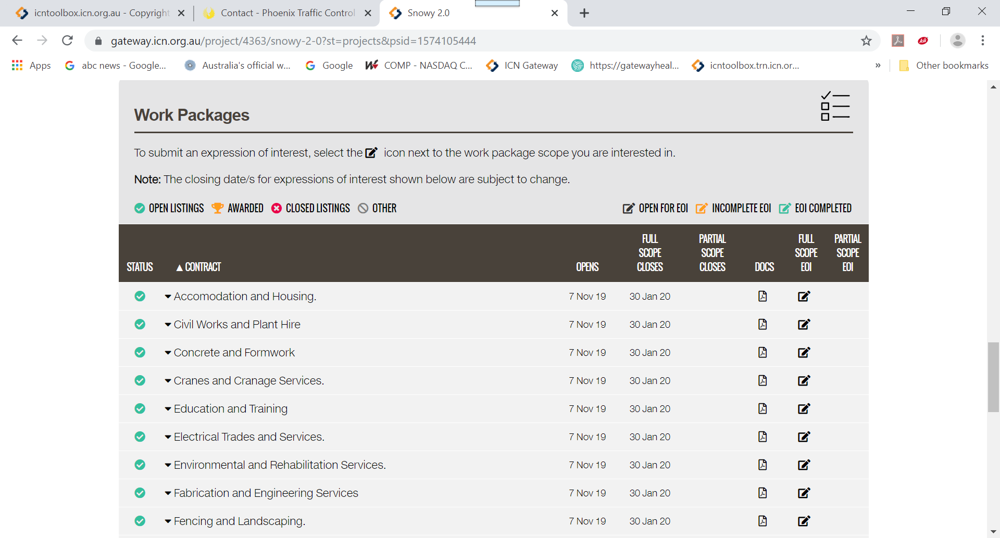 icntoolbox.icn.org.au - Copyright
Contact - Phoenix Traffic Control
Snowy 2.0
gateway.icn.org.au/project/4363/snowy-2-0?st=projects&psid=1574105444
Ask
Apps
abc news - Google...
Australia's official w...
Google
COMP - NASDAQ C...
ICN Gateway
https://gatewayheal...
icntoolbox.trn.icn.or...
»
Other bookmarks
Work Packages
To submit an expression of interest, select the icon next to the work package scope you are interested in.
Note: The closing date/s for expressions of interest shown below are subject to change.
OPEN LISTINGS AWARDED CLOSED LISTINGS OTHER
OPEN FOR EOI INCOMPLETE EOI EOI COMPLETED
STATUS ▲ CONTRACT OPENS FULL SCOPE CLOSES PARTIAL SCOPE CLOSES DOCS FULL SCOPE EOI PARTIAL SCOPE EOI
Accomodation and Housing. 7 Nov 19 30 Jan 20
Civil Works and Plant Hire 7 Nov 19 30 Jan 20
Concrete and Formwork 7 Nov 19 30 Jan 20
Cranes and Cranage Services. 7 Nov 19 30 Jan 20
Education and Training 7 Nov 19 30 Jan 20
Electrical Trades and Services. 7 Nov 19 30 Jan 20
Environmental and Rehabilitation Services. 7 Nov 19 30 Jan 20
Fabrication and Engineering Services 7 Nov 19 30 Jan 20
Fencing and Landscaping. 7 Nov 19 30 Jan 20